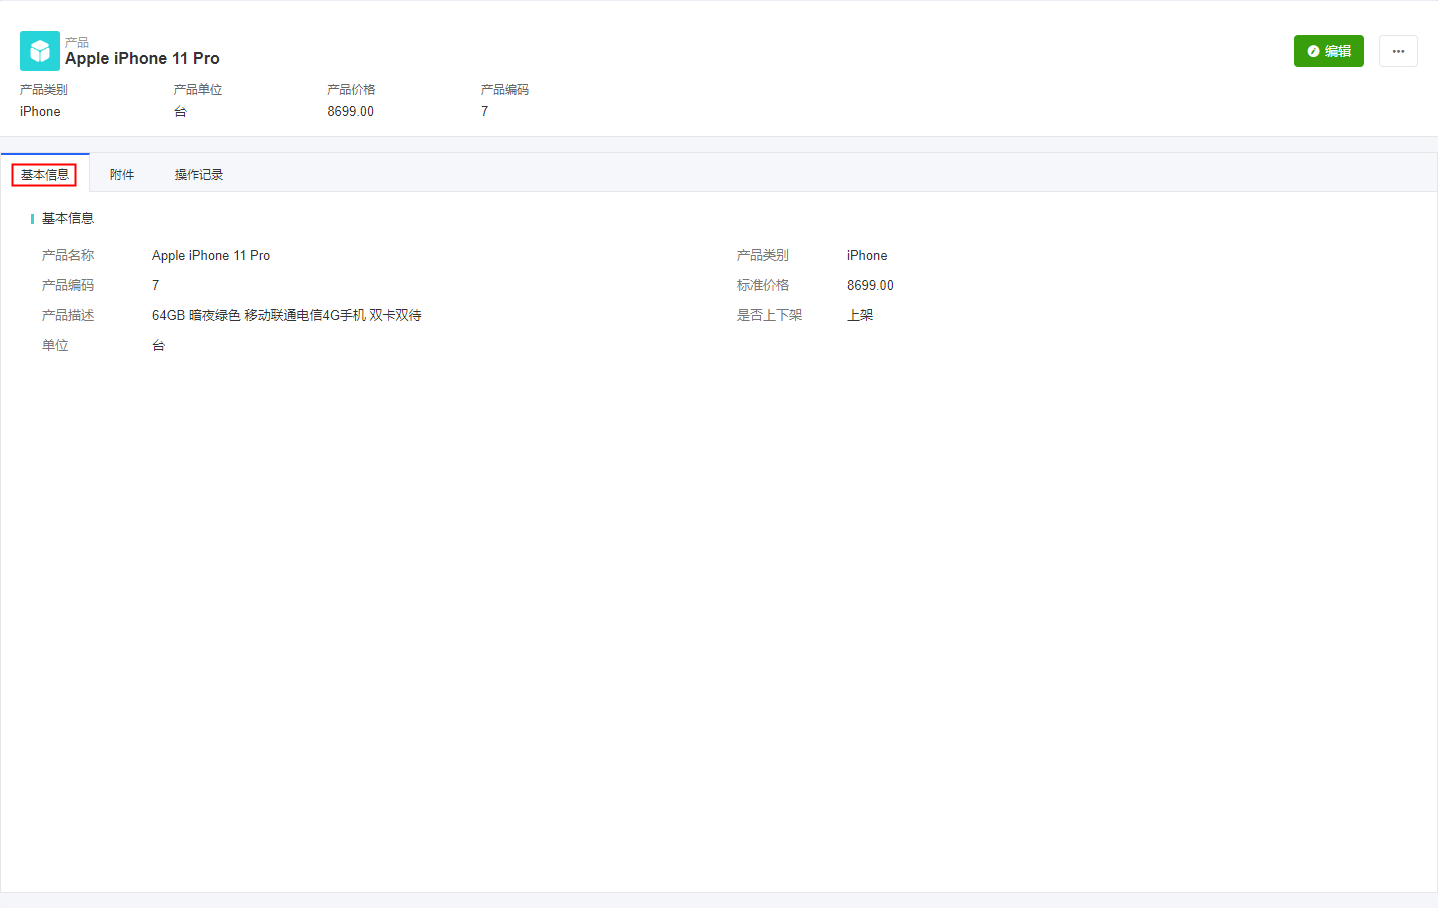 产品
Apple iPhone 11 Pro
编辑
产品类别 产品单位 产品价格 产品编码
iPhone 台 8699.00 7
基本信息 附件 操作记录
基本信息
产品名称 Apple iPhone 11 Pro 产品类别 iPhone
产品编码 7 标准价格 8699.00
产品描述 64GB 暗夜绿色 移动联通电信4G手机 双卡双待 是否上下架 上架
单位 台